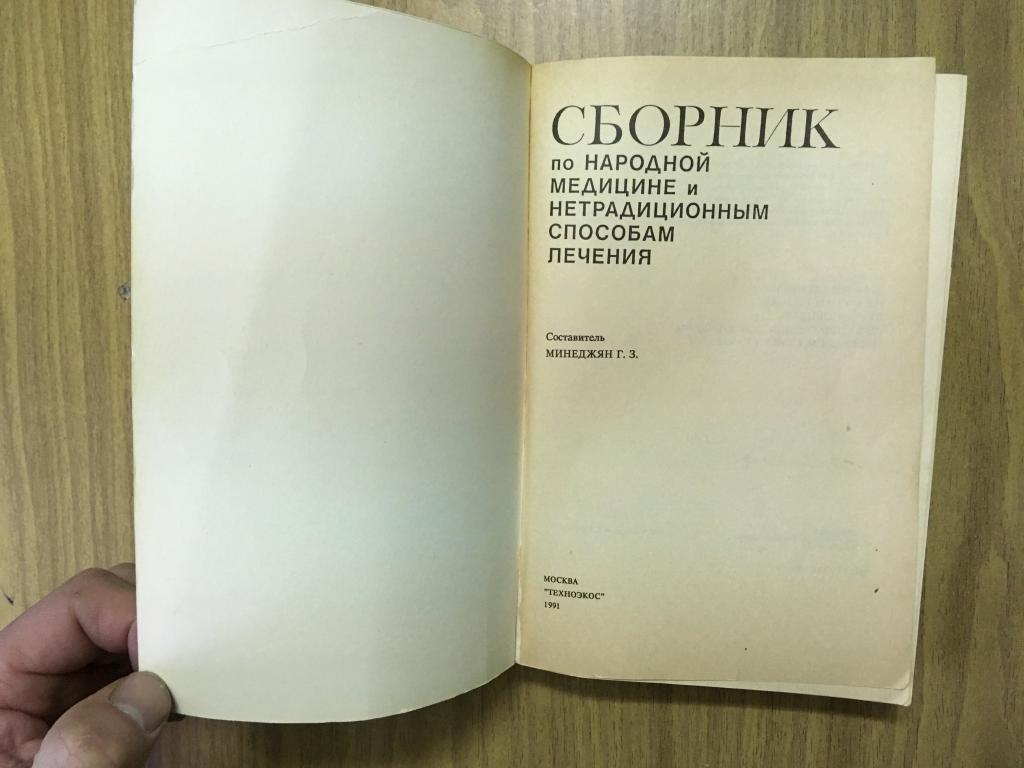 СБОРНИК
по НАРОДНОЙ
МЕДИЦИНЕ и
НЕТРАДИЦИОННЫМ
СПОСОБАМ
ЛЕЧЕНИЯ
Составитель
МИНЕДЖЯН Г. З.
МОСКВА
"ТЕХНОЭКОС"
1991